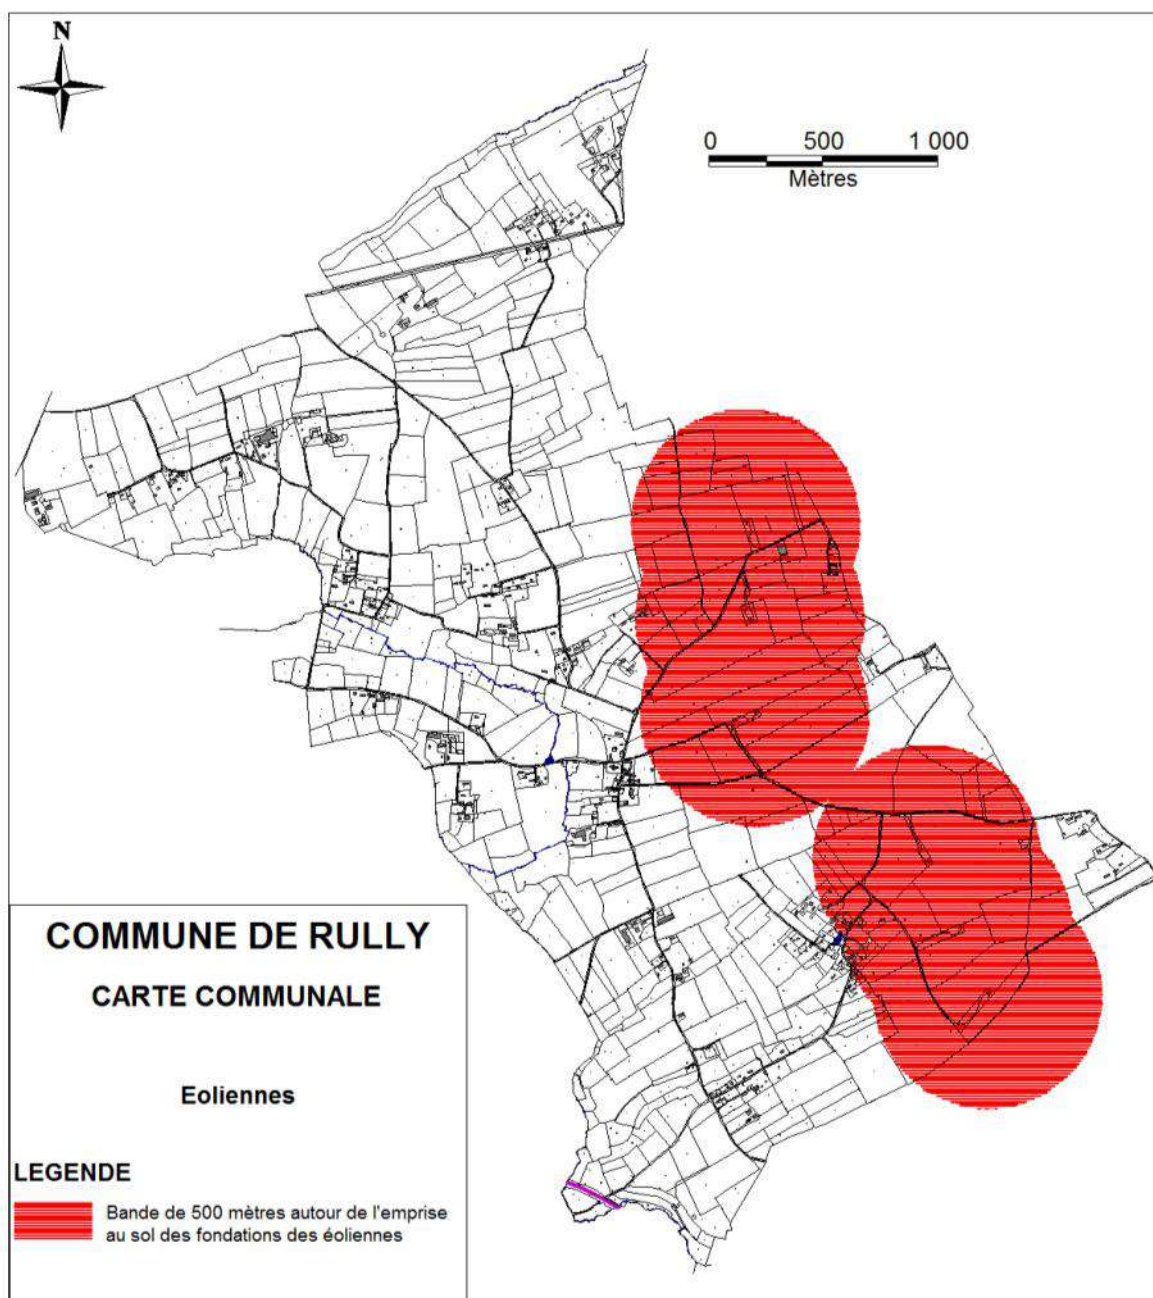 N
0 500 1 000
Mètres
COMMUNE DE RULLY
CARTE COMMUNALE
Eoliennes
LEGENDE
Bande de 500 mètres autour de l'emprise
au sol des fondations des éoliennes